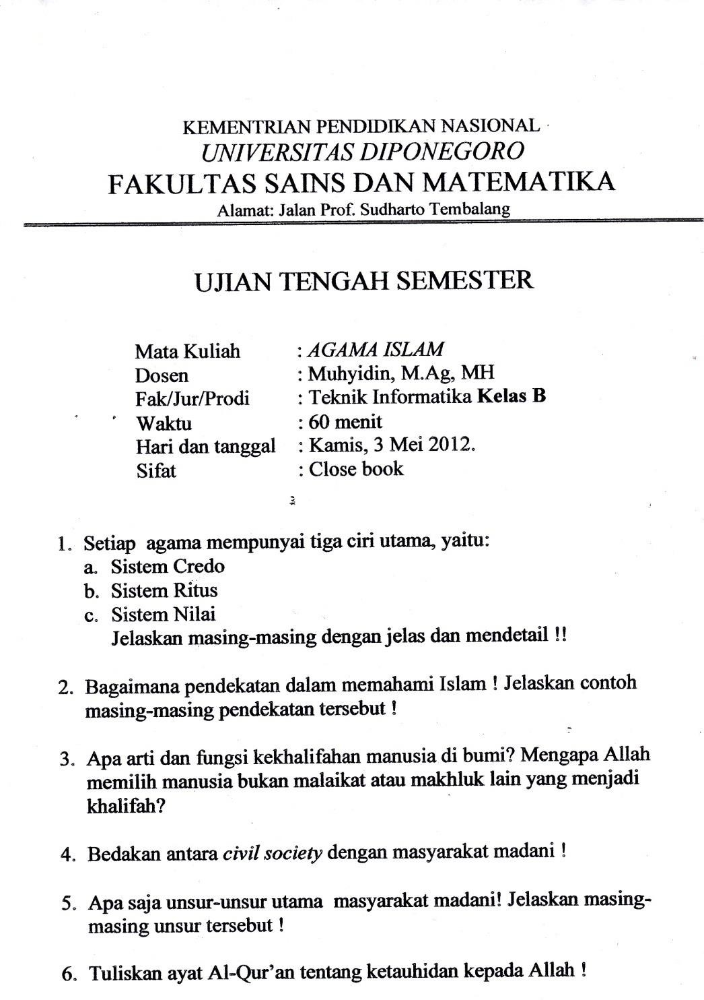 KEMENTRIAN PENDIDIKAN NASIONAL
UNIVERSITAS DIPONEGORO
FAKULTAS SAINS DAN MATEMATIKA
Alamat: Jalan Prof. Sudharto Tembalang
UJIAN TENGAH SEMESTER
Mata Kuliah : AGAMA ISLAM
Dosen : Muhyidin, M.Ag, MH
Fak/Jur/Prodi : Teknik Informatika Kelas B
Waktu : 60 menit
Hari dan tanggal : Kamis, 3 Mei 2012.
Sifat : Close book
1. Setiap agama mempunyai tiga ciri utama, yaitu:
a. Sistem Credo
b. Sistem Ritus
c. Sistem Nilai
Jelaskan masing-masing dengan jelas dan mendetail !!
2. Bagaimana pendekatan dalam memahami Islam ! Jelaskan contoh
masing-masing pendekatan tersebut !
3. Apa arti dan fungsi kekhalifahan manusia di bumi? Mengapa Allah
memilih manusia bukan malaikat atau makhluk lain yang menjadi
khalifah?
4. Bedakan antara civil society dengan masyarakat madani !
5. Apa saja unsur-unsur utama masyarakat madani! Jelaskan masing-
masing unsur tersebut !
6. Tuliskan ayat Al-Qur’an tentang ketauhidan kepada Allah !